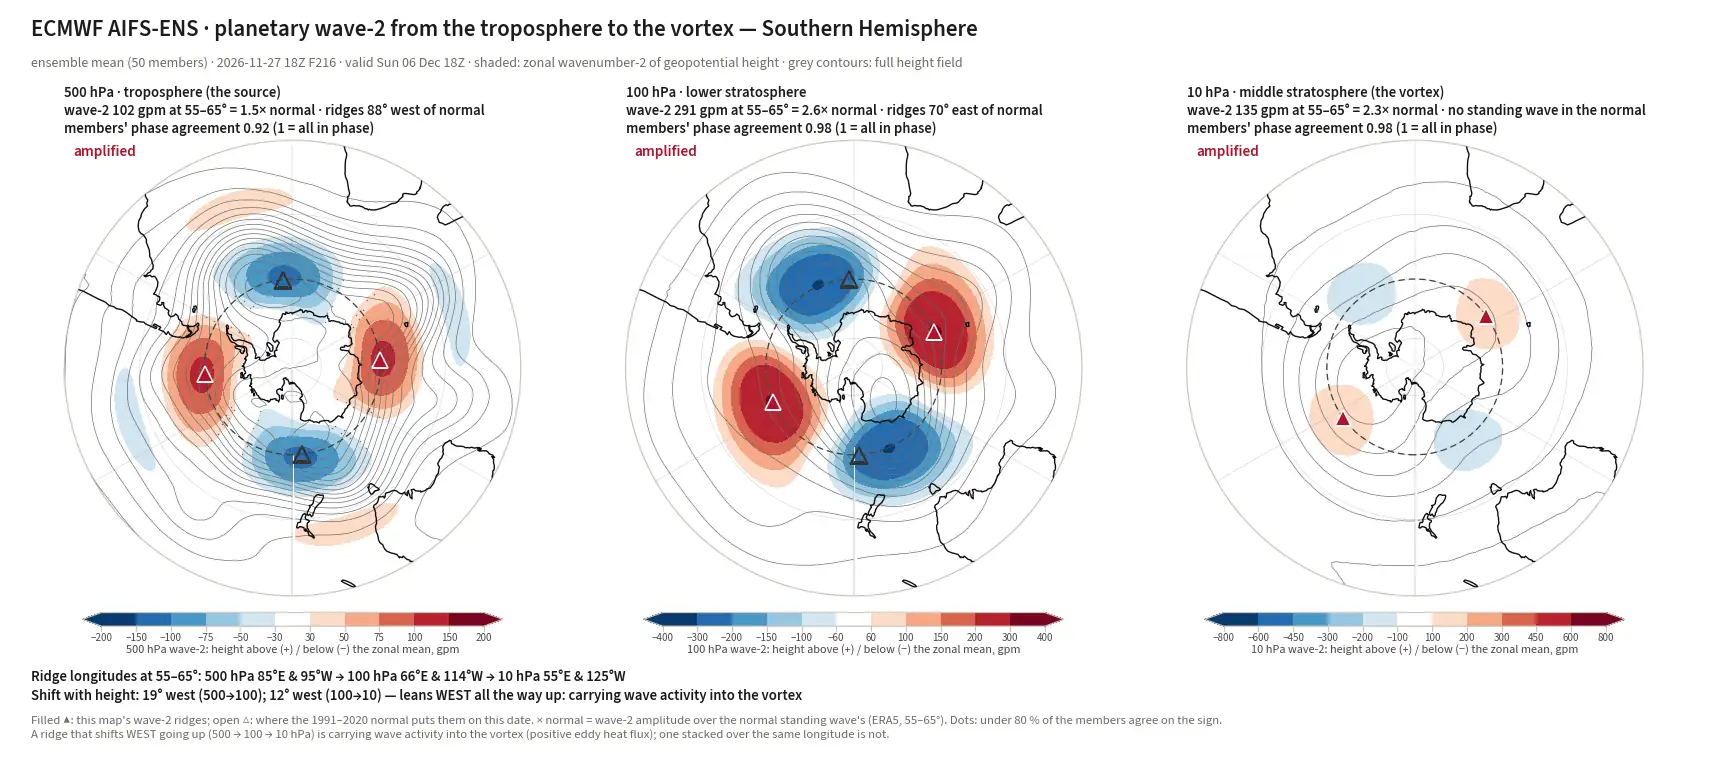 ECMWF AIFS-ENS · planetary wave-2 from the troposphere to the vortex — Southern Hemisphere
ensemble mean (50 members) · 2026-11-27 18Z F216 · valid Sun 06 Dec 18Z · shaded: zonal wavenumber-2 of geopotential height · grey contours: full height field
500 hPa · troposphere (the source)
wave-2 102 gpm at 55–65° = 1.5× normal · ridges 88° west of normal
members' phase agreement 0.92 (1 = all in phase)
amplified
100 hPa · lower stratosphere
wave-2 291 gpm at 55–65° = 2.6× normal · ridges 70° east of normal
members' phase agreement 0.98 (1 = all in phase)
amplified
10 hPa · middle stratosphere (the vortex)
wave-2 135 gpm at 55–65° = 2.3× normal · no standing wave in the normal
members' phase agreement 0.98 (1 = all in phase)
amplified
−200 −150 −100 −75 −50 −30 30 50 75 100 150 200
500 hPa wave-2: height above (+) / below (−) the zonal mean, gpm
−400 −300 −200 −150 −100 −60 60 100 150 200 300 400
100 hPa wave-2: height above (+) / below (−) the zonal mean, gpm
−800 −600 −450 −300 −200 −100 100 200 300 450 600 800
10 hPa wave-2: height above (+) / below (−) the zonal mean, gpm
Ridge longitudes at 55–65°: 500 hPa 85°E & 95°W → 100 hPa 66°E & 114°W → 10 hPa 55°E & 125°W
Shift with height: 19° west (500→100); 12° west (100→10) — leans WEST all the way up: carrying wave activity into the vortex
Filled ▲: this map's wave-2 ridges; open △: where the 1991–2020 normal puts them on this date. × normal = wave-2 amplitude over the normal standing wave's (ERA5, 55–65°). Dots: under 80 % of the members agree on the sign.
A ridge that shifts WEST going up (500 → 100 → 10 hPa) is carrying wave activity into the vortex (positive eddy heat flux); one stacked over the same longitude is not.